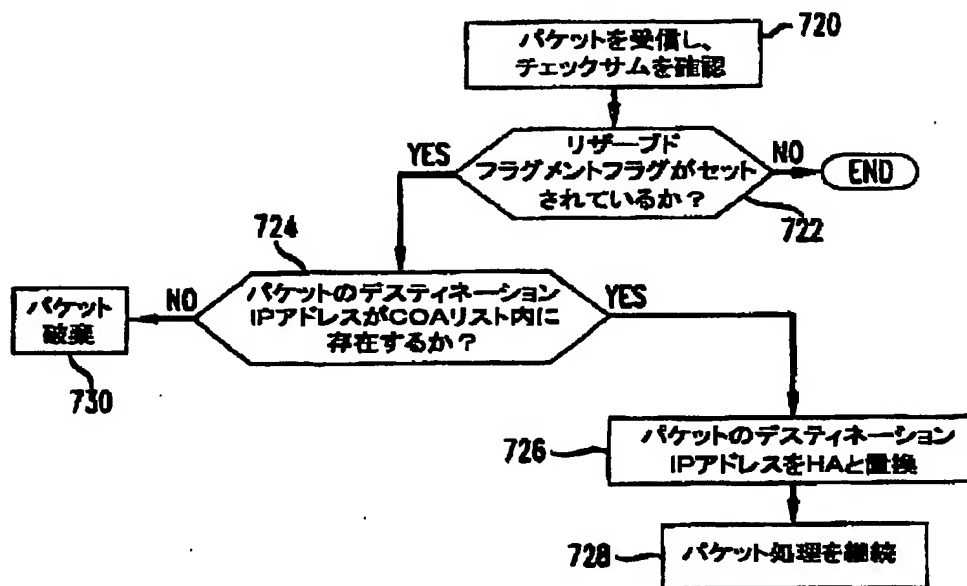 パケットを受信し、
チェックサムを確認
720
リザーブド
フラグメントフラグがセット
されているか?
YES
NO
END
722
724
パケットのデスティネーション
IPアドレスがCOAリスト内に
存在するか?
NO
YES
パケット
破棄
730
726
パケットのデスティネーション
IPアドレスをHAと置換
728
パケット処理を継続